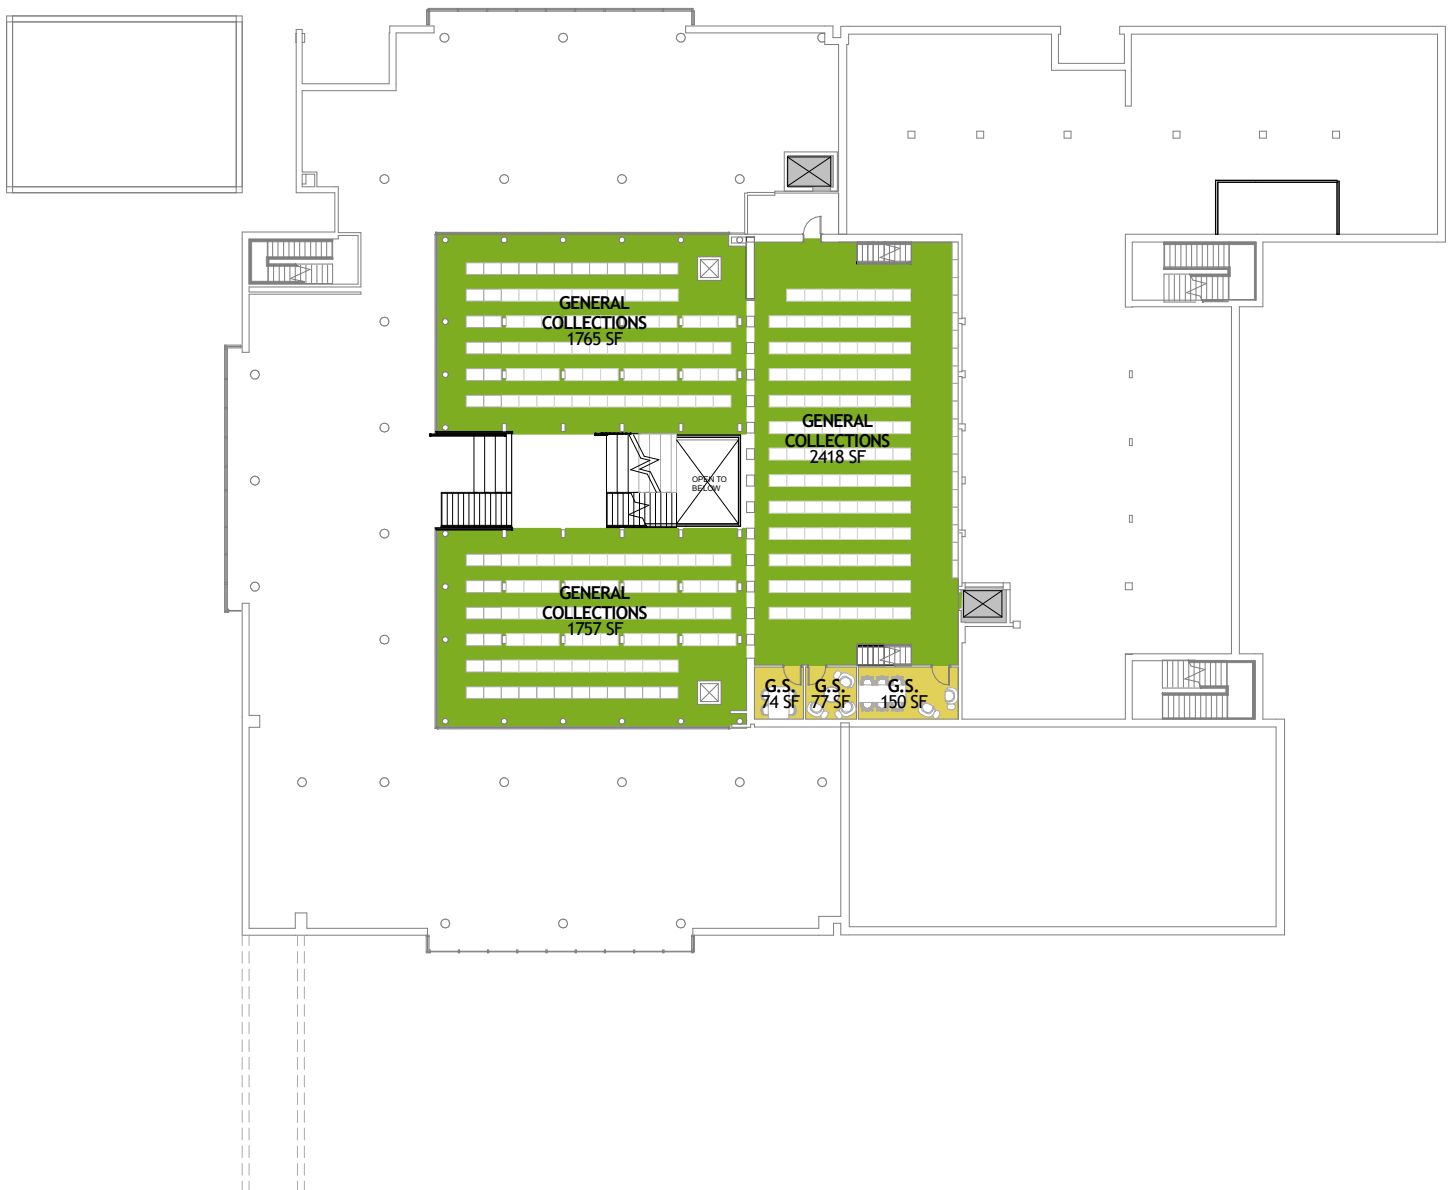 GENERAL
COLLECTIONS
1765 SF
GENERAL
COLLECTIONS
2418 SF
OPEN TO
BELOW
GENERAL
COLLECTIONS
1757 SF
G.S.
74 SF
G.S.
77 SF
G.S.
150 SF